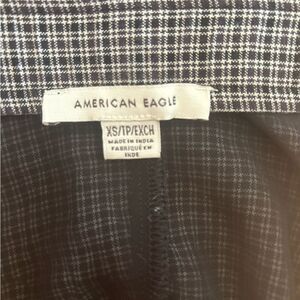 AMERICAN EAGLE
XS/TP/EXCH
MADE IN INDIA
FABRIQUÉ EN
INDE